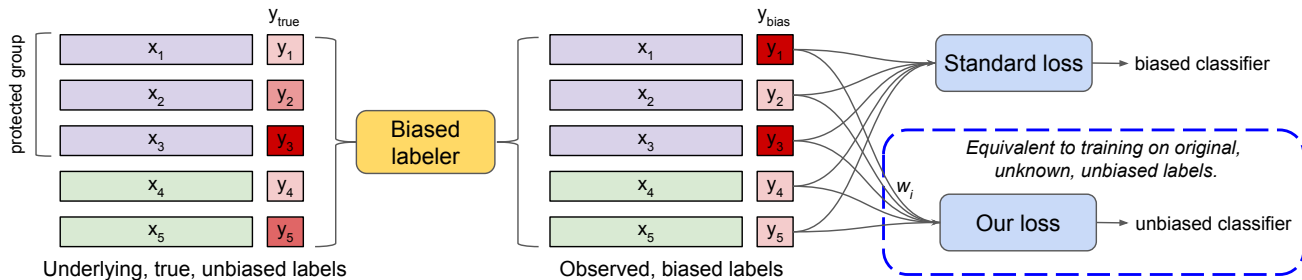 y_true
y_bias
protected group
x_1
y_1
x_2
y_2
x_3
y_3
x_4
y_4
x_5
y_5
Biased
labeler
x_1
y_1
x_2
y_2
x_3
y_3
x_4
y_4
x_5
y_5
Standard loss
biased classifier
Equivalent to training on original,
unknown, unbiased labels.
w_i
Our loss
unbiased classifier
Underlying, true, unbiased labels
Observed, biased labels